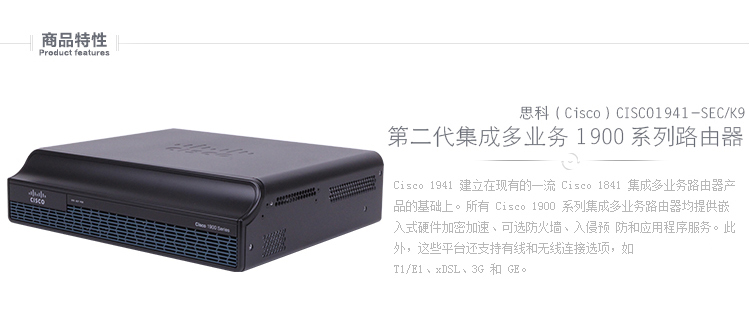 商品特性
Product features
思科（Cisco）CISCO1941-SEC/K9
第二代集成多业务 1900 系列路由器
CISCO
Cisco 1900 Series
Cisco 1941 建立在现有的一流 Cisco 1841 集成多业务路由器产
品的基础上。所有 Cisco 1900 系列集成多业务路由器均提供嵌
入式硬件加密加速、可选防火墙、入侵预 防和应用程序服务。此
外，这些平台还支持有线和无线连接选项，如
T1/E1、xDSL、3G 和 GE。